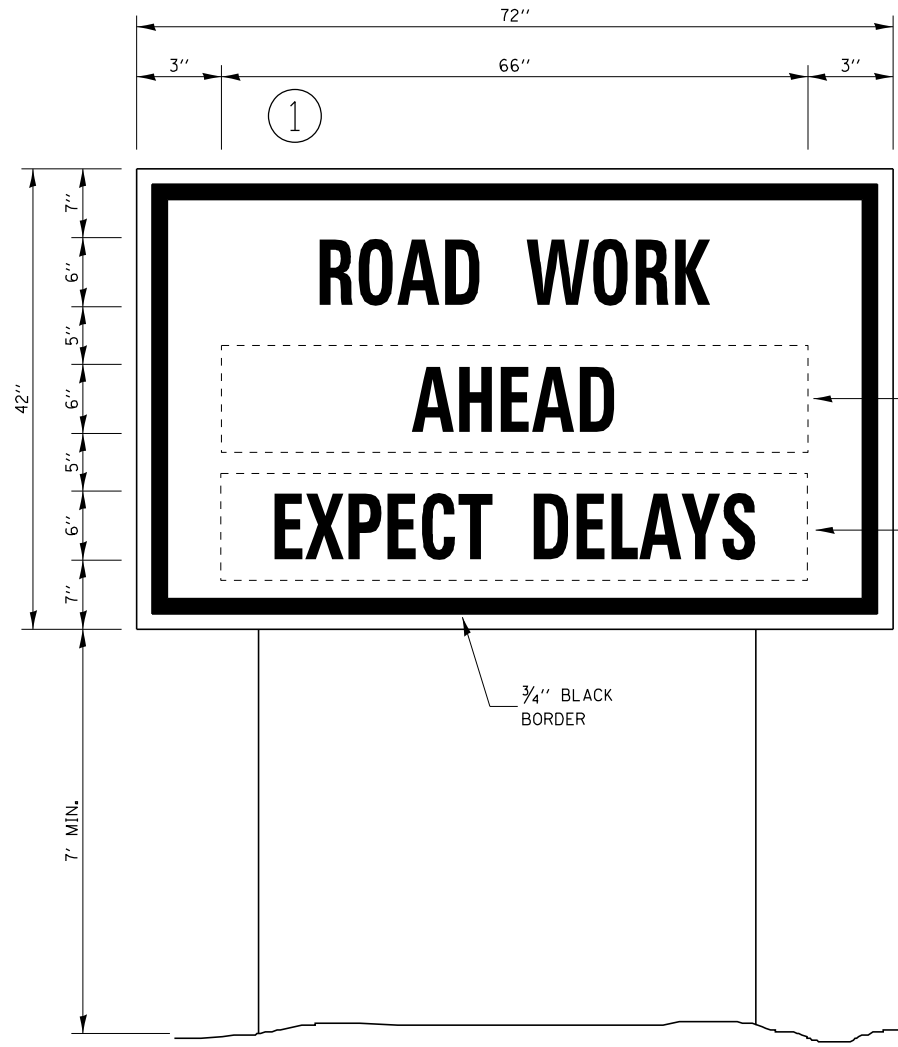 72''
3'' 66'' 3''
1
7''
6''
5''
6''
5''
6''
7''
42''
ROAD WORK
AHEAD
EXPECT DELAYS
3/4'' BLACK
BORDER
7' MIN.